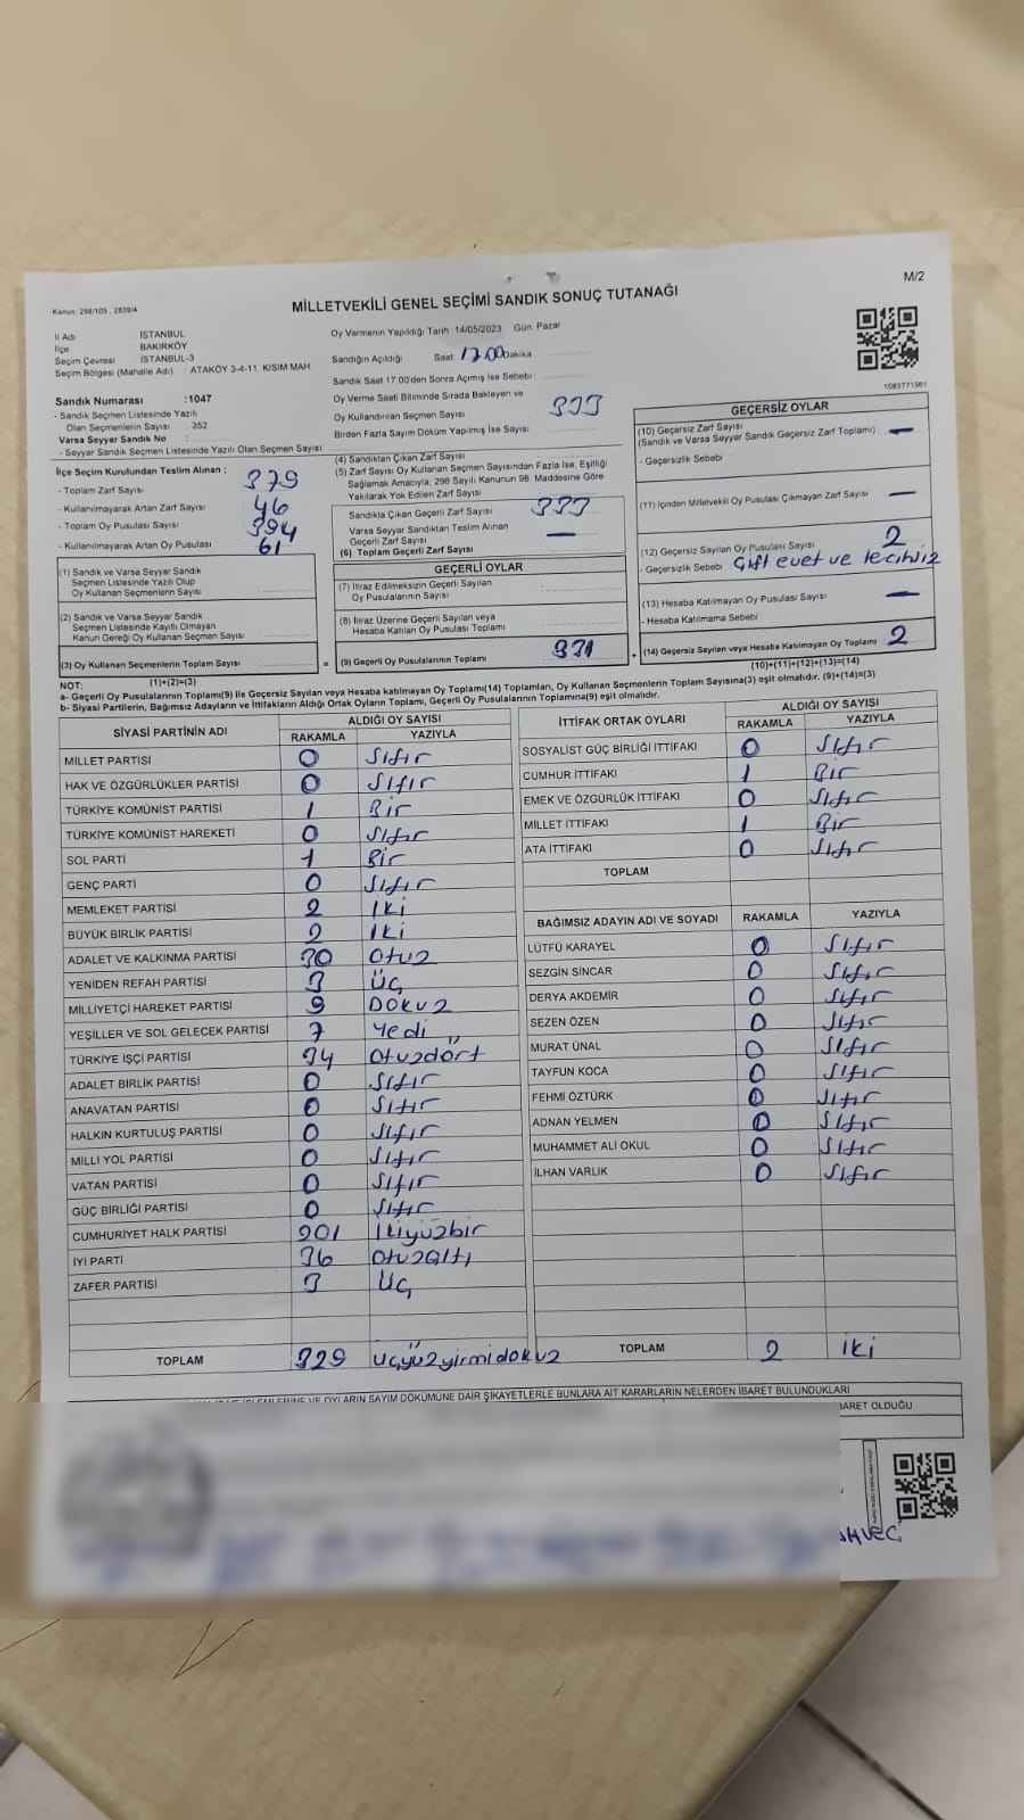 M/2
Kanun: 298/105 , 2839/4
MİLLETVEKİLİ GENEL SEÇİMİ SANDIK SONUÇ TUTANAĞI
İl Adı İSTANBUL
İlçe BAKIRKÖY
Seçim Çevresi İSTANBUL-3
Seçim Bölgesi (Mahalle Adı) : ATAKÖY 3-4-11. KISIM MAH
Sandık Numarası :1047
- Sandık Seçmen Listesinde Yazılı
Olan Seçmenlerin Sayısı
Varsa Seyyar Sandık No :
- Seyyar Sandık Seçmen Listesinde Yazılı Olan Seçmen Sayısı
İlçe Seçim Kurulundan Teslim Alınan :
- Toplam Zarf Sayısı 379
- Kullanılmayarak Artan Zarf Sayısı 46
- Toplam Oy Pusulası Sayısı 394
- Kullanılmayarak Artan Oy Pusulası 61
(1) Sandık ve Varsa Seyyar Sandık
Seçmen Listesinde Yazılı Olup
Oy Kullanan Seçmenlerin Sayısı
(2) Sandık ve Varsa Seyyar Sandık
Seçmen Listesinde Kayıtlı Olmayan
Kanun Gereği Oy Kullanan Seçmen Sayısı
(3) Oy Kullanan Seçmenlerin Toplam Sayısı
(1)+(2)=(3)
Oy Vermenin Yapıldığı Tarih :14/05/2023 Gün: Pazar
Sandığın Açıldığı Saat: 17.00 Dakika
Sandık Saat 17.00'den Sonra Açılmış İse Sebebi :
Oy Verme Saati Bitiminde Sırada Bekleyen ve
Oy Kullandırılan Seçmen Sayısı 333
Birden Fazla Sayım Döküm Yapılmış İse Sayısı
(4) Sandıktan Çıkan Zarf Sayısı
(5) Zarf Sayısı Oy Kullanan Seçmen Sayısından Fazla İse, Eşitliği
Sağlamak Amacıyla; 298 Sayılı Kanunun 98. Maddesine Göre
Yakılarak Yok Edilen Zarf Sayısı
Sandıkla Çıkan Geçerli Zarf Sayısı 333
Varsa Seyyar Sandıktan Teslim Alınan
Geçerli Zarf Sayısı —
(6) Toplam Geçerli Zarf Sayısı
GEÇERLİ OYLAR
(7) İtiraz Edilmeksizin Geçerli Sayılan
Oy Pusulalarının Sayısı
(8) İtiraz Üzerine Geçerli Sayılan veya
Hesaba Katılan Oy Pusulası Toplamı
= (9) Geçerli Oy Pusulalarının Toplamı 331
1083771561
GEÇERSİZ OYLAR
(10) Geçersiz Zarf Sayısı
(Sandık ve Varsa Seyyar Sandık Geçersiz Zarf Toplamı) —
- Geçersizlik Sebebi
(11) İçinden Milletvekili Oy Pusulası Çıkmayan Zarf Sayısı —
(12) Geçersiz Sayılan Oy Pusulası Sayısı 2
- Geçersizlik Sebebi Çift evet ve tercihsiz
(13) Hesaba Katılmayan Oy Pusulası Sayısı —
- Hesaba Katılmama Sebebi
+ (14) Geçersiz Sayılan veya Hesaba Katılmayan Oy Toplamı 2
(10)+(11)+(12)+(13)=(14)
NOT:
a- Geçerli Oy Pusulalarının Toplamı(9) ile Geçersiz Sayılan veya Hesaba katılmayan Oy Toplamı(14) Toplamları, Oy Kullanan Seçmenlerin Toplam Sayısına(3) eşit olmalıdır. (9)+(14)=(3)
b- Siyasi Partilerin, Bağımsız Adayların ve İttifakların Aldığı Ortak Oyların Toplamı, Geçerli Oy Pusulalarının Toplamına(9) eşit olmalıdır.
SİYASİ PARTİNİN ADI ALDIĞI OY SAYISI
RAKAMLA YAZIYLA
MİLLET PARTİSİ 0 Sıfır
HAK VE ÖZGÜRLÜKLER PARTİSİ 0 Sıfır
TÜRKİYE KOMÜNİST PARTİSİ 1 Bir
TÜRKİYE KOMÜNİST HAREKETİ 0 Sıfır
SOL PARTİ 1 Bir
GENÇ PARTİ 0 Sıfır
MEMLEKET PARTİSİ 2 İki
BÜYÜK BİRLİK PARTİSİ 2 İki
ADALET VE KALKINMA PARTİSİ 30 Otuz
YENİDEN REFAH PARTİSİ 3 Üç
MİLLİYETÇİ HAREKET PARTİSİ 9 Dokuz
YEŞİLLER VE SOL GELECEK PARTİSİ 7 Yedi
TÜRKİYE İŞÇİ PARTİSİ 34 Otuzdört
ADALET BİRLİK PARTİSİ 0 Sıfır
ANAVATAN PARTİSİ 0 Sıfır
HALKIN KURTULUŞ PARTİSİ 0 Sıfır
MİLLİ YOL PARTİSİ 0 Sıfır
VATAN PARTİSİ 0 Sıfır
GÜÇ BİRLİĞİ PARTİSİ 0 Sıfır
CUMHURİYET HALK PARTİSİ 201 İkiyüzbir
İYİ PARTİ 36 Otuzaltı
ZAFER PARTİSİ 3 Üç
TOPLAM 329 Üçyüzyirmidokuz
İTTİFAK ORTAK OYLARI ALDIĞI OY SAYISI
RAKAMLA YAZIYLA
SOSYALİST GÜÇ BİRLİĞİ İTTİFAKI 0 Sıfır
CUMHUR İTTİFAKI 1 Bir
EMEK VE ÖZGÜRLÜK İTTİFAKI 0 Sıfır
MİLLET İTTİFAKI 1 Bir
ATA İTTİFAKI 0 Sıfır
TOPLAM
BAĞIMSIZ ADAYIN ADI VE SOYADI RAKAMLA YAZIYLA
LÜTFÜ KARAYEL 0 Sıfır
SEZGİN SİNCAR 0 Sıfır
DERYA AKDEMİR 0 Sıfır
SEZEN ÖZEN 0 Sıfır
MURAT ÜNAL 0 Sıfır
TAYFUN KOCA 0 Sıfır
FEHMİ ÖZTÜRK 0 Sıfır
ADNAN YELMEN 0 Sıfır
MUHAMMET ALİ OKUL 0 Sıfır
İLHAN VARLIK 0 Sıfır
TOPLAM 2 İki
İŞLEMLERİNE VE OYLARIN SAYIM DÖKÜMÜNE DAİR ŞİKAYETLERLE BUNLARA AİT KARARLARIN NELERDEN İBARET BULUNDUKLARI
İBARET OLDUĞU